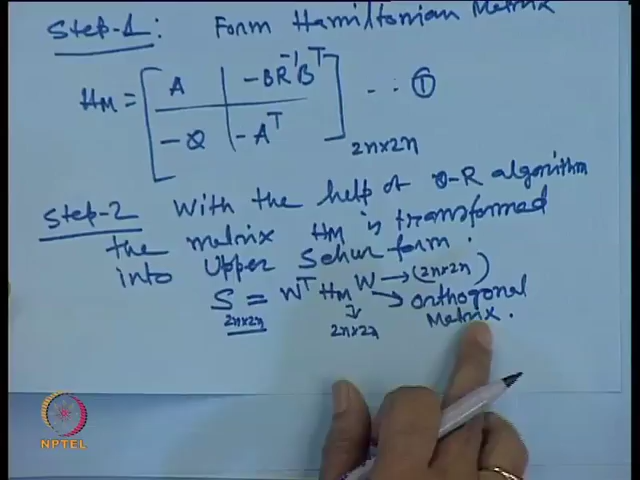 Step-1: Form Hamiltonian Matrix
HM = [ A | -BR⁻¹Bᵀ
-Q | -Aᵀ ] 2n×2n --- ①
Step-2 With the help of Q-R algorithm
the matrix HM is transformed
into Upper Schur form.
S = Wᵀ HM W → (2n×2n)
2n×2n → Orthogonal
2n×2n Matrix.
NPTEL